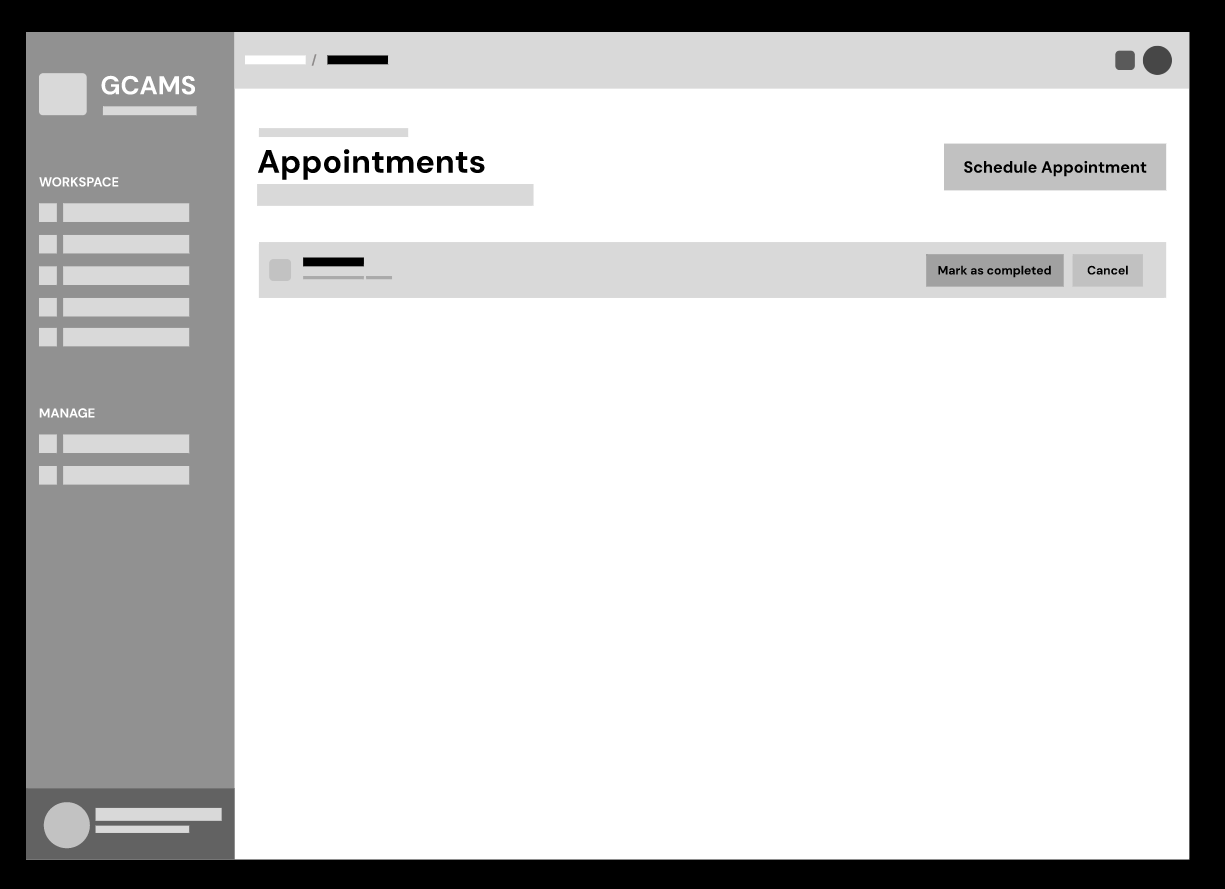 GCAMS
/
WORKSPACE
MANAGE
Appointments
Schedule Appointment
Mark as completed
Cancel